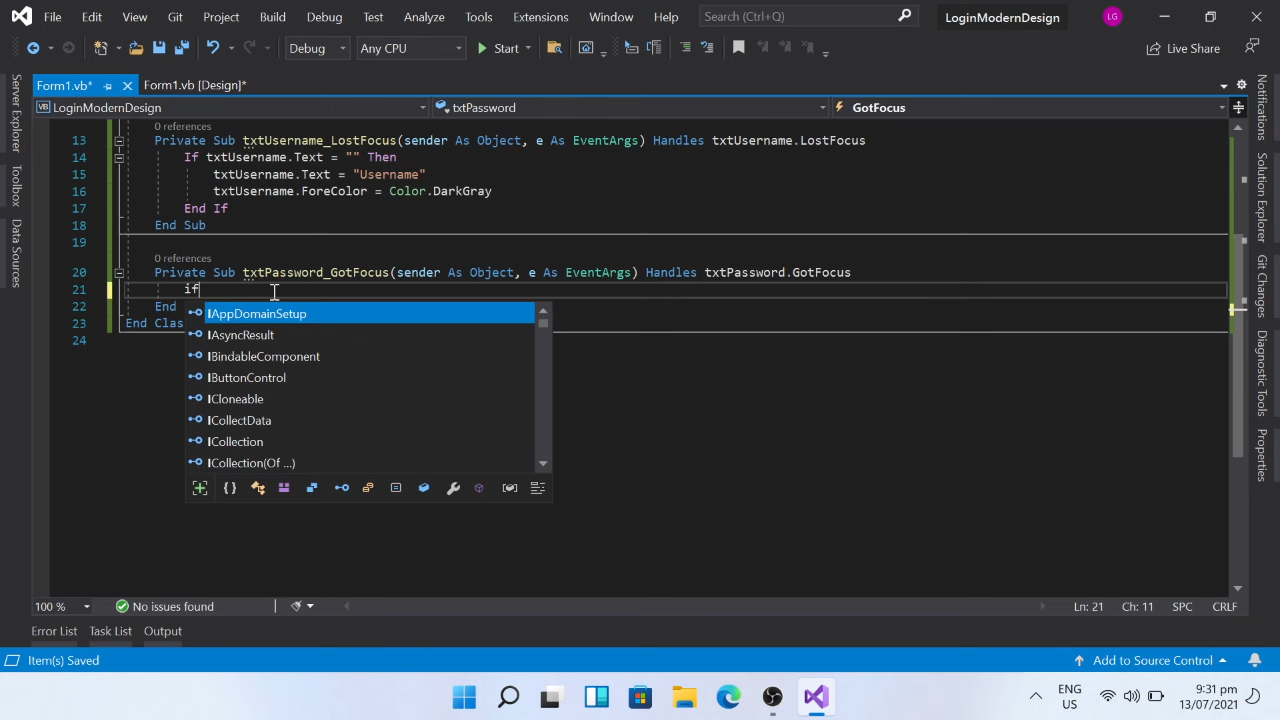 File Edit View Git Project Build Debug Test Analyze Tools Extensions Window Help Search (Ctrl+Q) LoginModernDesign LG
Debug Any CPU Start Live Share
Form1.vb* Form1.vb [Design]*
VB LoginModernDesign txtPassword GotFocus
0 references
13 Private Sub txtUsername_LostFocus(sender As Object, e As EventArgs) Handles txtUsername.LostFocus
14 If txtUsername.Text = "" Then
15 txtUsername.Text = "Username"
16 txtUsername.ForeColor = Color.DarkGray
17 End If
18 End Sub
19
0 references
20 Private Sub txtPassword_GotFocus(sender As Object, e As EventArgs) Handles txtPassword.GotFocus
21 if
22 End
23 End Clas
24
IAppDomainSetup
IAsyncResult
IBindableComponent
IButtonControl
ICloneable
ICollectData
ICollection
ICollection(Of ...)
Server Explorer
Toolbox
Data Sources
Notifications
Solution Explorer
Git Changes
Diagnostic Tools
Properties
100 % No issues found Ln: 21 Ch: 11 SPC CRLF
Error List Task List Output
Item(s) Saved Add to Source Control
ENG
US
9:31 pm
13/07/2021